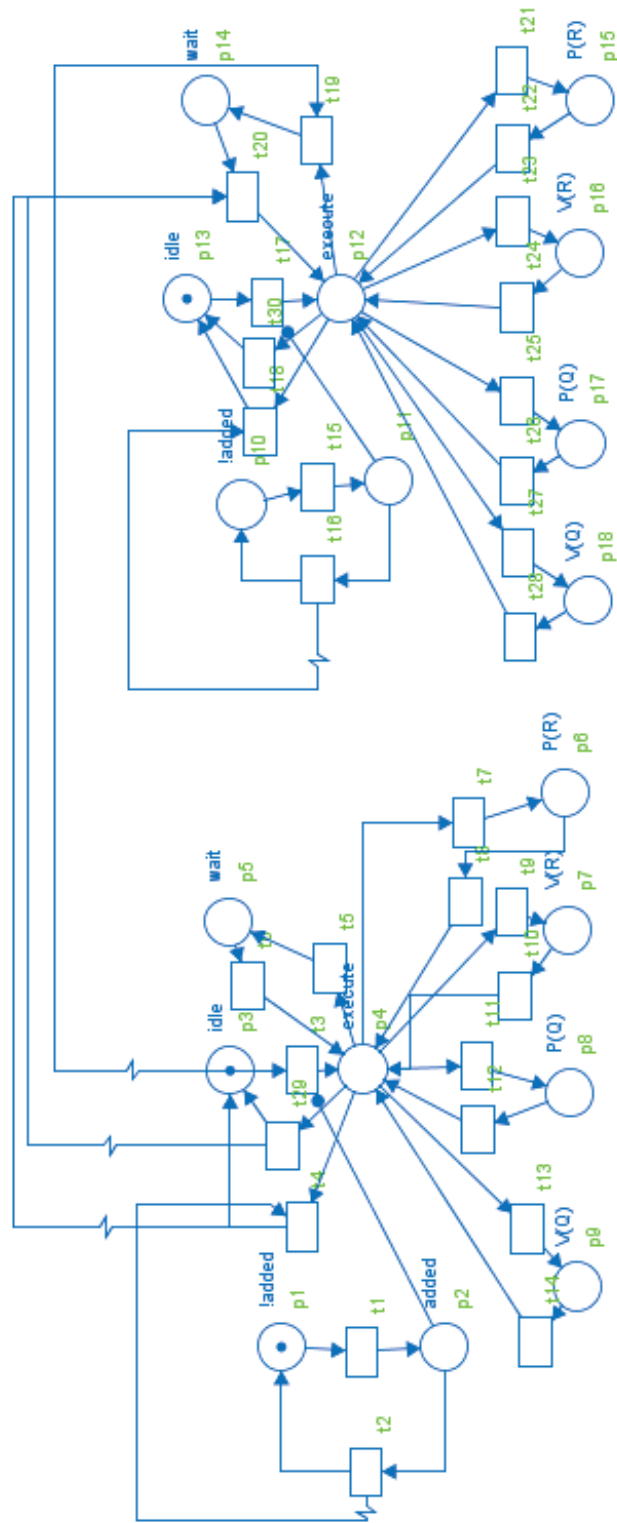 !added
p1
t1
added
p2
t2
idle
p3
t3
t29
t4
wait
p5
t6
t5
execute
p4
t7
P(R)
p6
t8
t9
V(R)
p7
t10
t11
P(Q)
p8
t12
t13
V(Q)
p9
t14
!added
p10
t15
t16
p11
idle
p13
t17
t30
t18
wait
p14
t20
t19
execute
p12
t21
P(R)
p15
t22
t23
V(R)
p16
t24
t25
P(Q)
p17
t26
t27
V(Q)
p18
t28